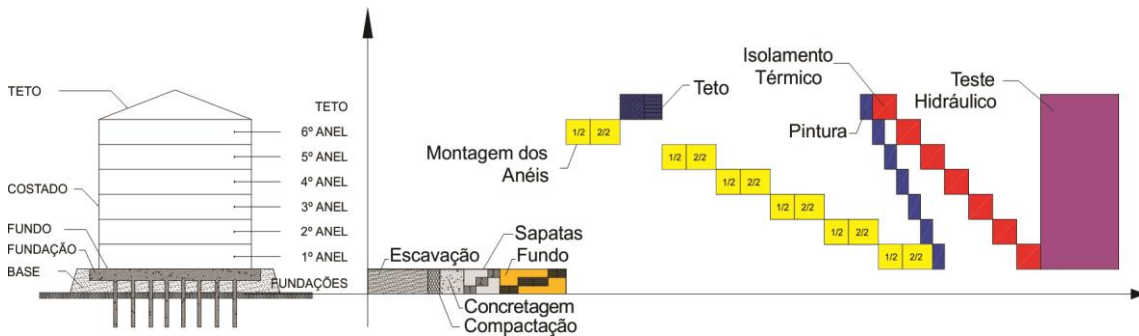 TETO
COSTADO
FUNDO
FUNDAÇÃO
BASE
TETO
6º ANEL
5º ANEL
4º ANEL
3º ANEL
2º ANEL
1º ANEL
FUNDAÇÕES
Escavação
Sapatas
Fundo
Concretagem
Compactação
Montagem dos
Anéis
1/2 2/2
Teto
1/2 2/2
1/2 2/2
1/2 2/2
1/2 2/2
1/2 2/2
Isolamento
Térmico
Pintura
Teste
Hidráulico